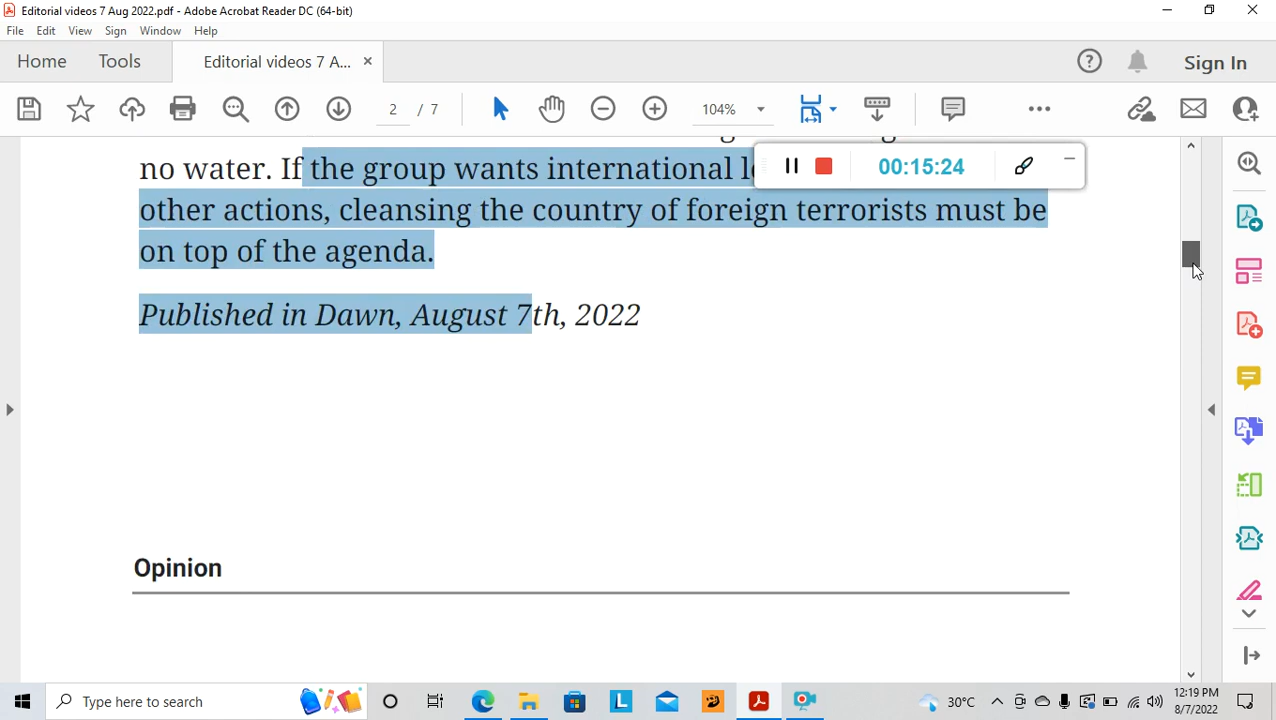 Editorial videos 7 Aug 2022.pdf - Adobe Acrobat Reader DC (64-bit)
File Edit View Sign Window Help
Home Tools Editorial videos 7 A... × Sign In
2 / 7 104%
no water. If the group wants international
00:15:24
other actions, cleansing the country of foreign terrorists must be
on top of the agenda.
Published in Dawn, August 7th, 2022
Opinion
Type here to search
30°C
12:19 PM
8/7/2022